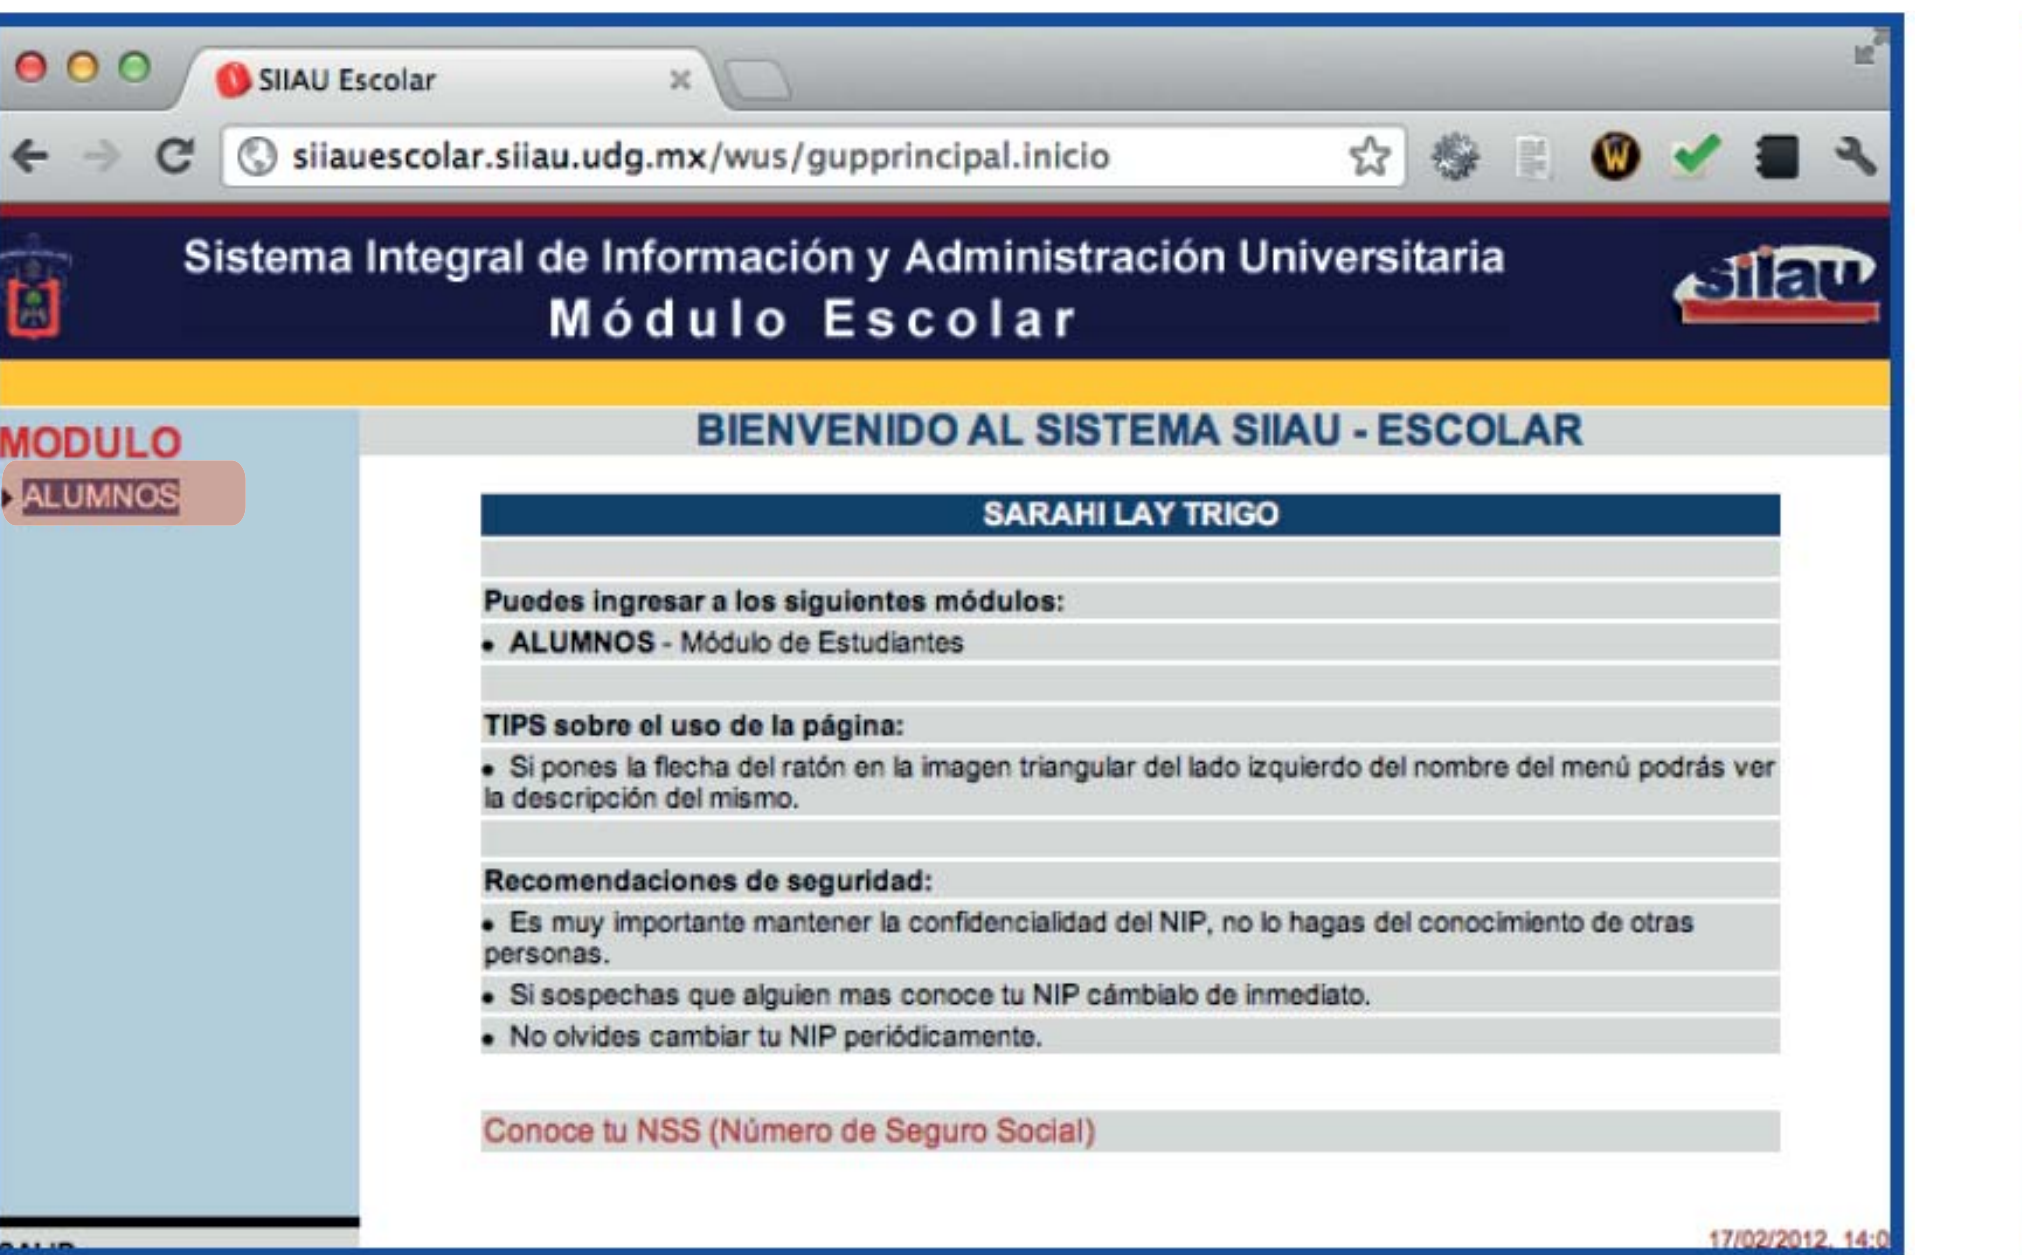 SIIAU Escolar
siiauescolar.siiau.udg.mx/wus/gupprincipal.inicio
Sistema Integral de Información y Administración Universitaria
Módulo Escolar
siiau
MODULO
ALUMNOS
BIENVENIDO AL SISTEMA SIIAU - ESCOLAR
SARAHI LAY TRIGO
Puedes ingresar a los siguientes módulos:
• ALUMNOS - Módulo de Estudiantes
TIPS sobre el uso de la página:
• Si pones la flecha del ratón en la imagen triangular del lado izquierdo del nombre del menú podrás ver
la descripción del mismo.
Recomendaciones de seguridad:
• Es muy importante mantener la confidencialidad del NIP, no lo hagas del conocimiento de otras
personas.
• Si sospechas que alguien mas conoce tu NIP cámbialo de inmediato.
• No olvides cambiar tu NIP periódicamente.
Conoce tu NSS (Número de Seguro Social)
17/02/2012, 14:0